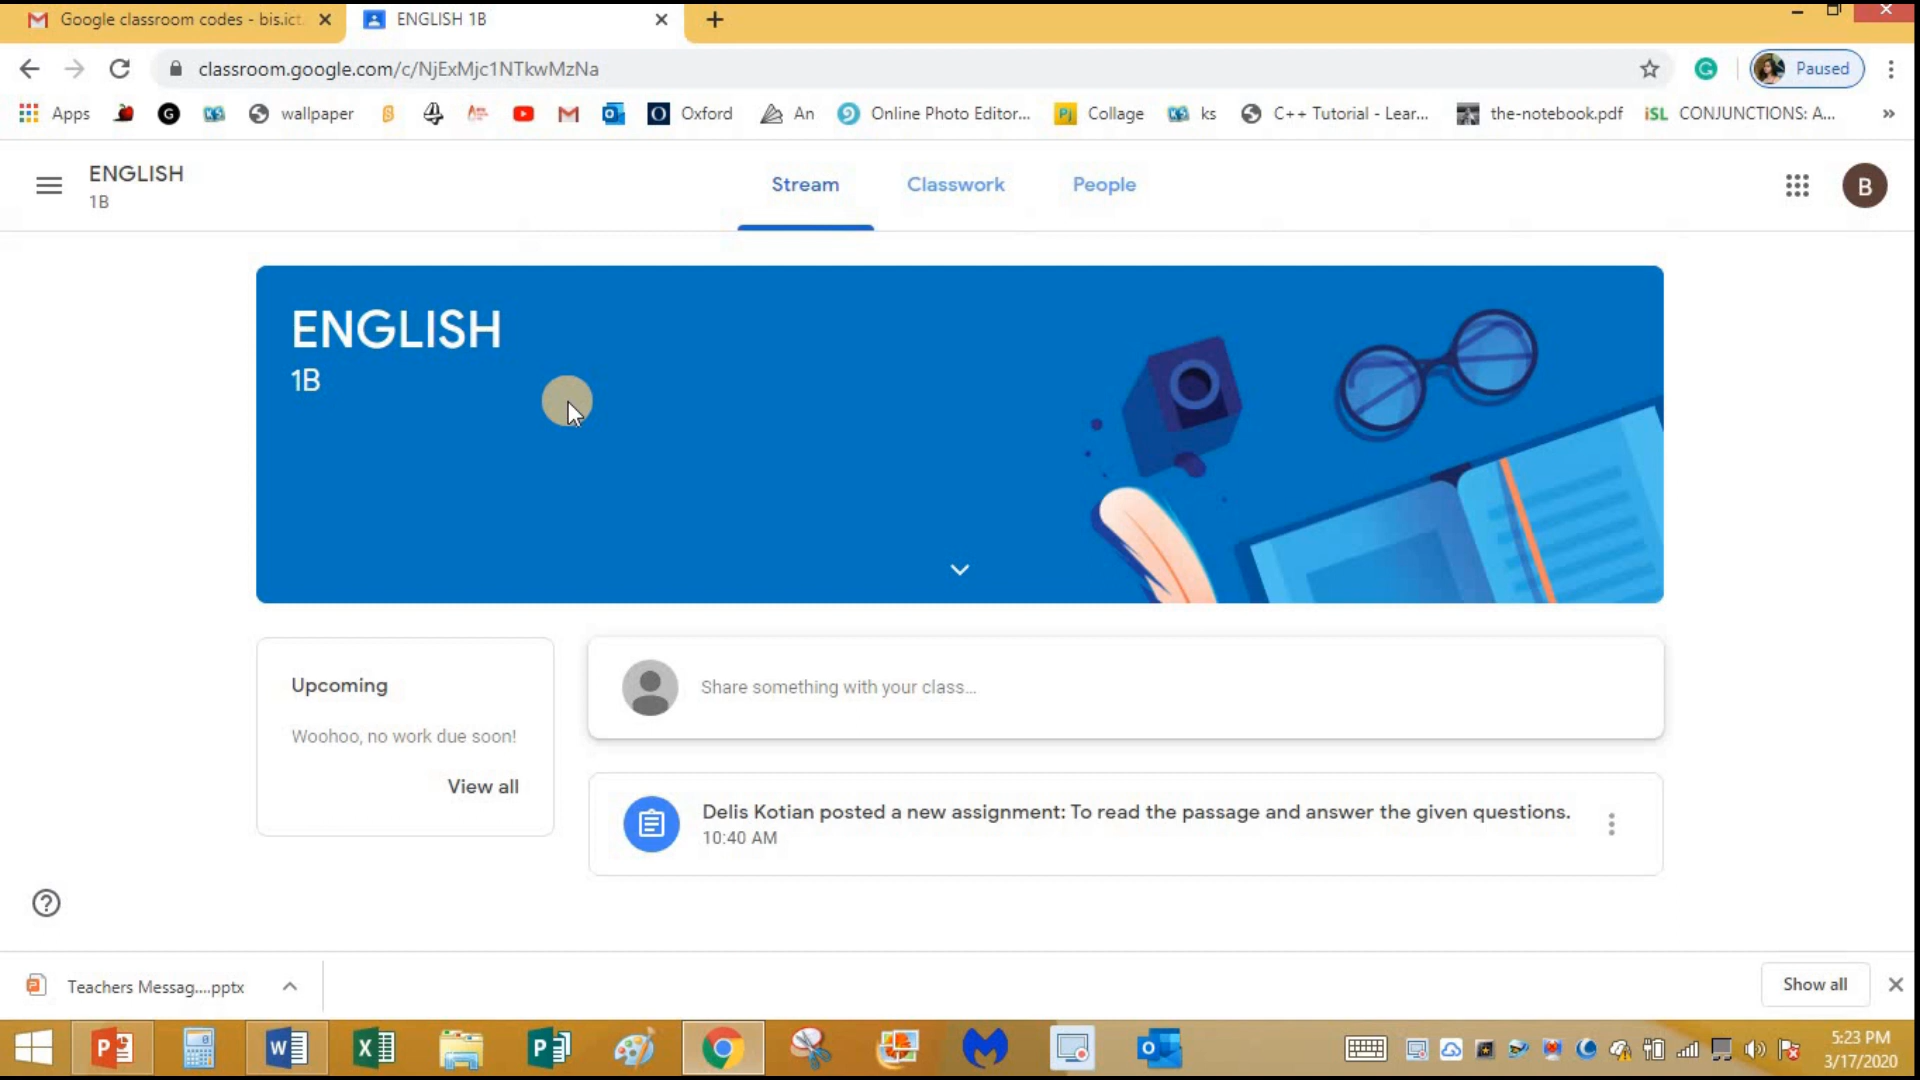 Google classroom codes - bis.ict
ENGLISH 1B
classroom.google.com/c/NjExMjc1NTkwMzNa
Paused
Apps
wallpaper
Oxford
An
Online Photo Editor...
Collage
ks
C++ Tutorial - Lear...
the-notebook.pdf
iSL
CONJUNCTIONS: A...
ENGLISH
1B
Stream
Classwork
People
B
ENGLISH
1B
Upcoming
Woohoo, no work due soon!
View all
Share something with your class...
Delis Kotian posted a new assignment: To read the passage and answer the given questions.
10:40 AM
Teachers Messag....pptx
Show all
5:23 PM
3/17/2020